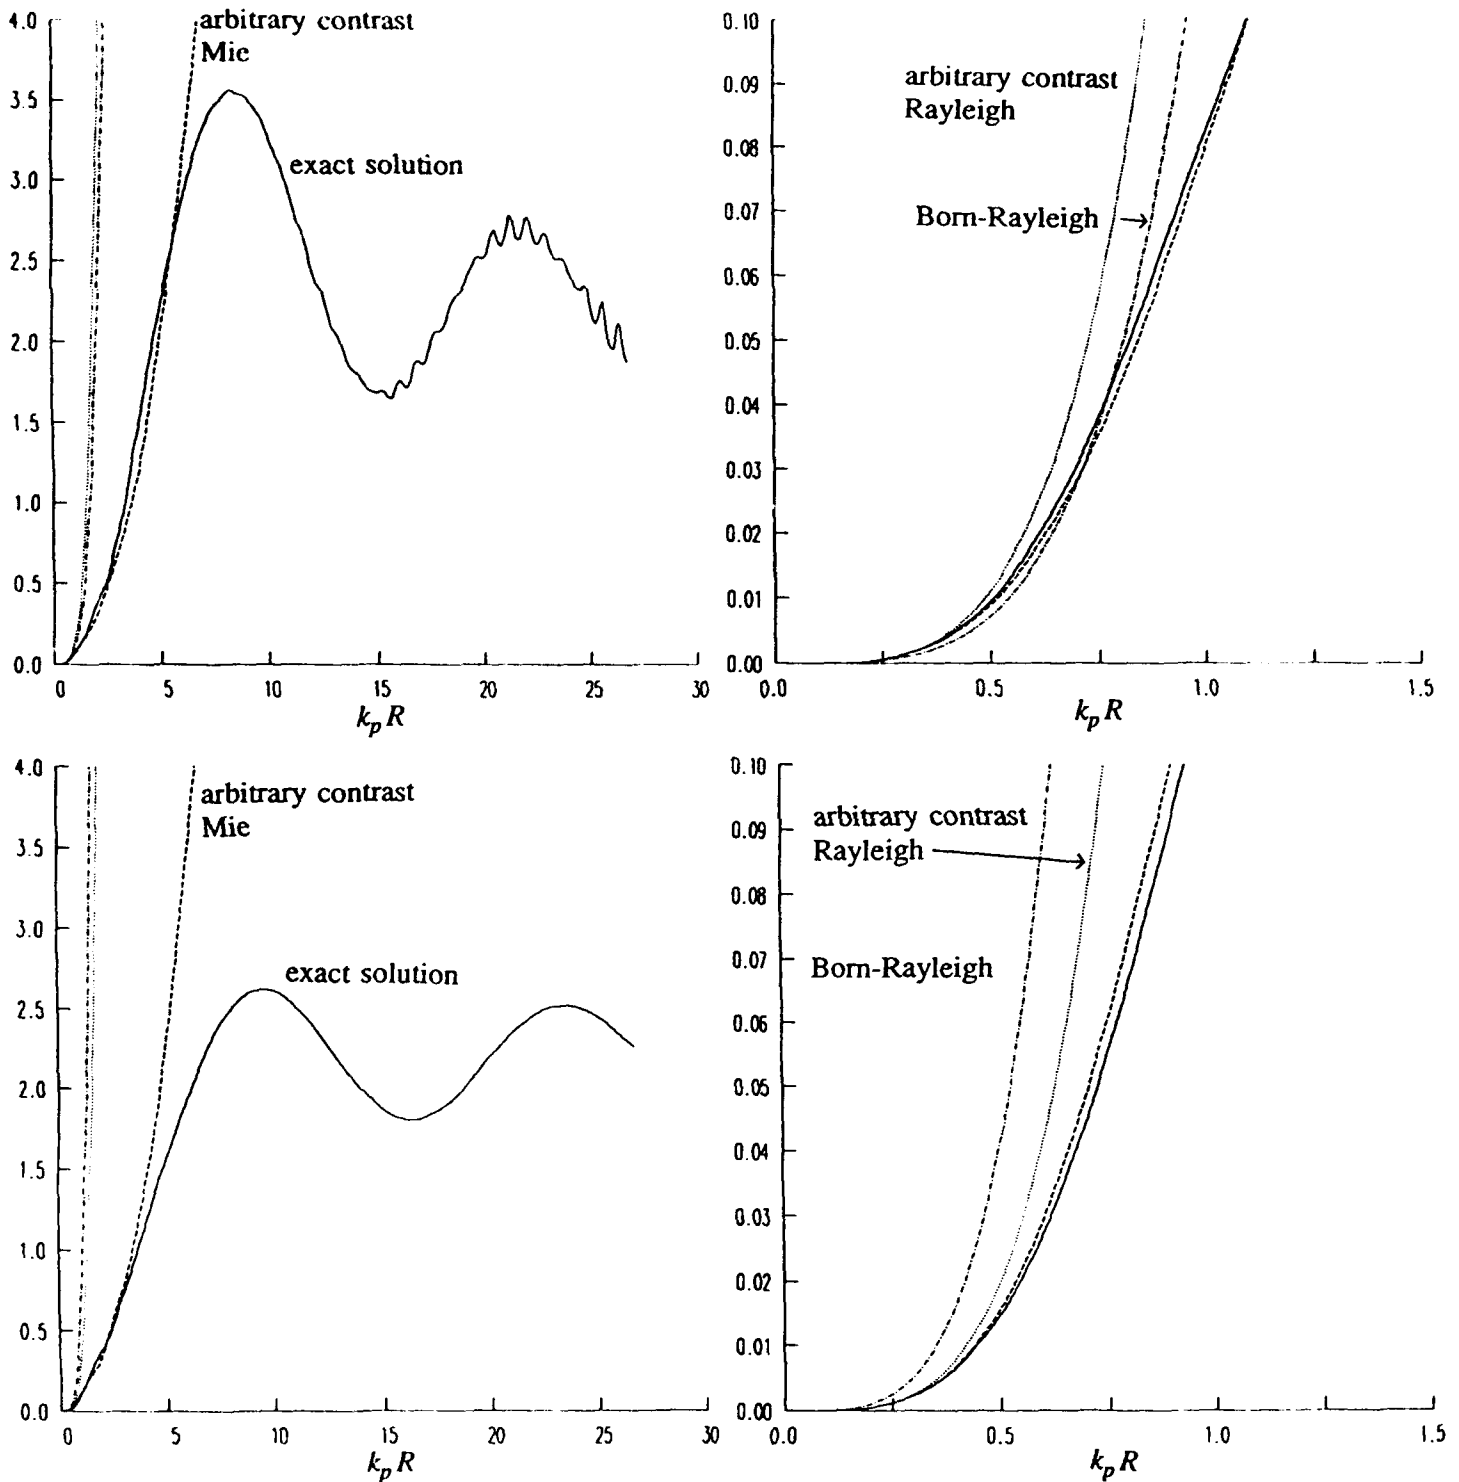 4.0
3.5
3.0
2.5
2.0
1.5
1.0
0.5
0.0
arbitrary contrast
Mie
exact solution
0 5 10 15 20 25 30
k_p R
0.10
0.09
0.08
0.07
0.06
0.05
0.04
0.03
0.02
0.01
0.00
arbitrary contrast
Rayleigh
Born-Rayleigh
0.0 0.5 1.0 1.5
k_p R
4.0
3.5
3.0
2.5
2.0
1.5
1.0
0.5
0.0
arbitrary contrast
Mie
exact solution
0 5 10 15 20 25 30
k_p R
0.10
0.09
0.08
0.07
0.06
0.05
0.04
0.03
0.02
0.01
0.00
arbitrary contrast
Rayleigh
Born-Rayleigh
0.0 0.5 1.0 1.5
k_p R